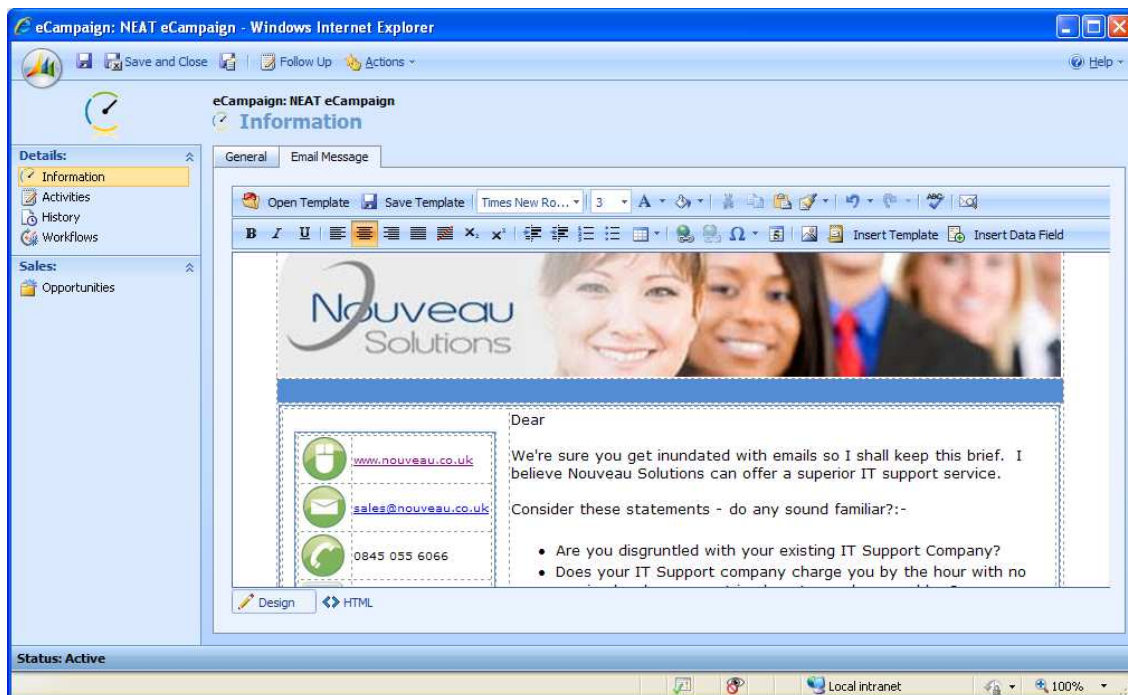 eCampaign: NEAT eCampaign - Windows Internet Explorer
Save and Close Follow Up Actions Help
eCampaign: NEAT eCampaign
Information
Details:
Information
Activities
History
Workflows
Sales:
Opportunities
General Email Message
Open Template Save Template Times New Ro... 3 A ABC
B I U Insert Template Insert Data Field
Nouveau
Solutions
Dear
We're sure you get inundated with emails so I shall keep this brief. I
believe Nouveau Solutions can offer a superior IT support service.
Consider these statements - do any sound familiar?:-
• Are you disgruntled with your existing IT Support Company?
• Does your IT Support company charge you by the hour with no
www.nouveau.co.uk
sales@nouveau.co.uk
0845 055 6066
Design HTML
Status: Active
Local intranet 100%